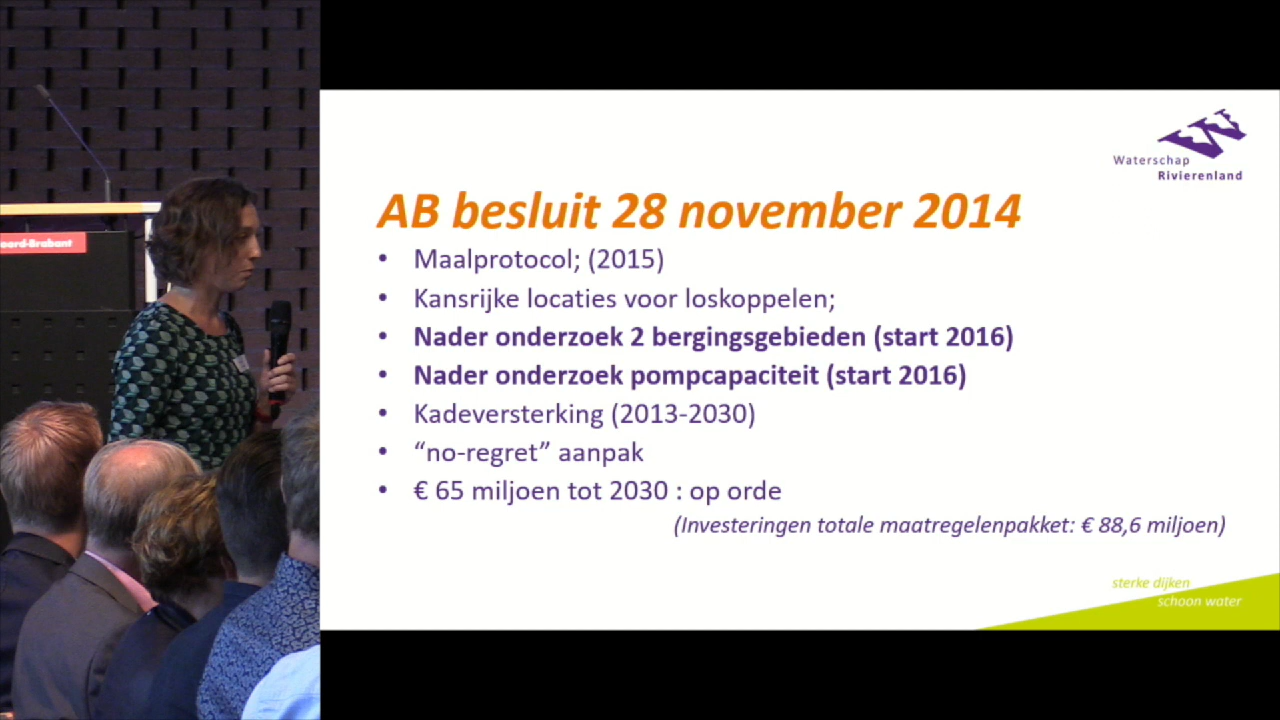 Waterschap
Rivierenland
AB besluit 28 november 2014
• Maalprotocol; (2015)
• Kansrijke locaties voor loskoppelen;
• Nader onderzoek 2 bergingsgebieden (start 2016)
• Nader onderzoek pompcapaciteit (start 2016)
• Kadeversterking (2013-2030)
• “no-regret” aanpak
• € 65 miljoen tot 2030 : op orde
(Investeringen totale maatregelenpakket: € 88,6 miljoen)
sterke dijken
schoon water
oord-Brabant